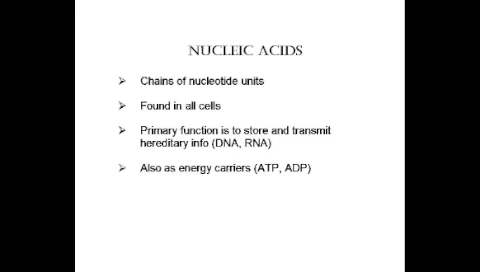 NUCLEIC ACIDS
➢ Chains of nucleotide units
➢ Found in all cells
➢ Primary function is to store and transmit
hereditary info (DNA, RNA)
➢ Also as energy carriers (ATP, ADP)